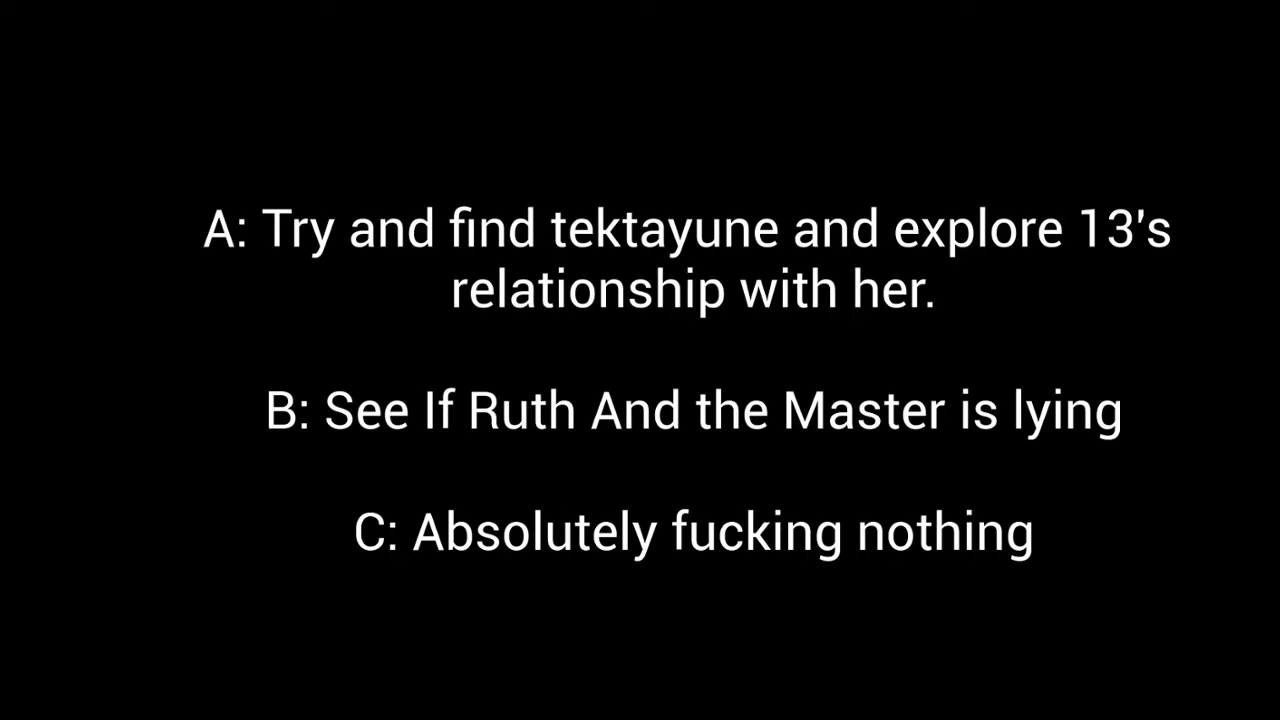 A: Try and find tektayune and explore 13's
relationship with her.
B: See If Ruth And the Master is lying
C: Absolutely fucking nothing